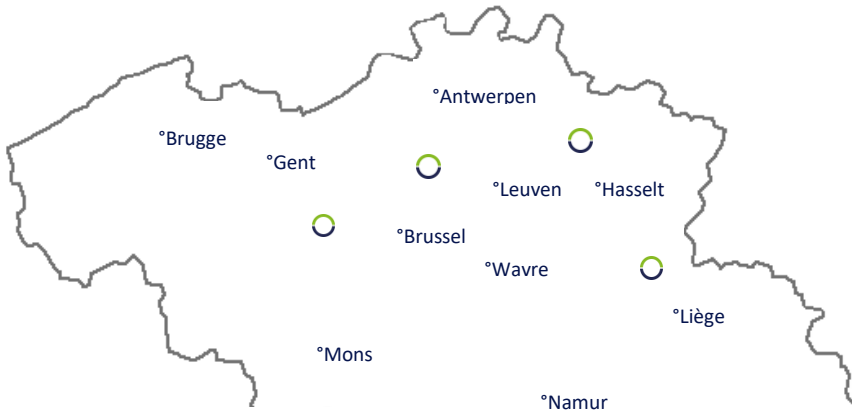 °Antwerpen
°Brugge
°Gent
°Leuven
°Hasselt
°Brussel
°Wavre
°Liège
°Mons
°Namur